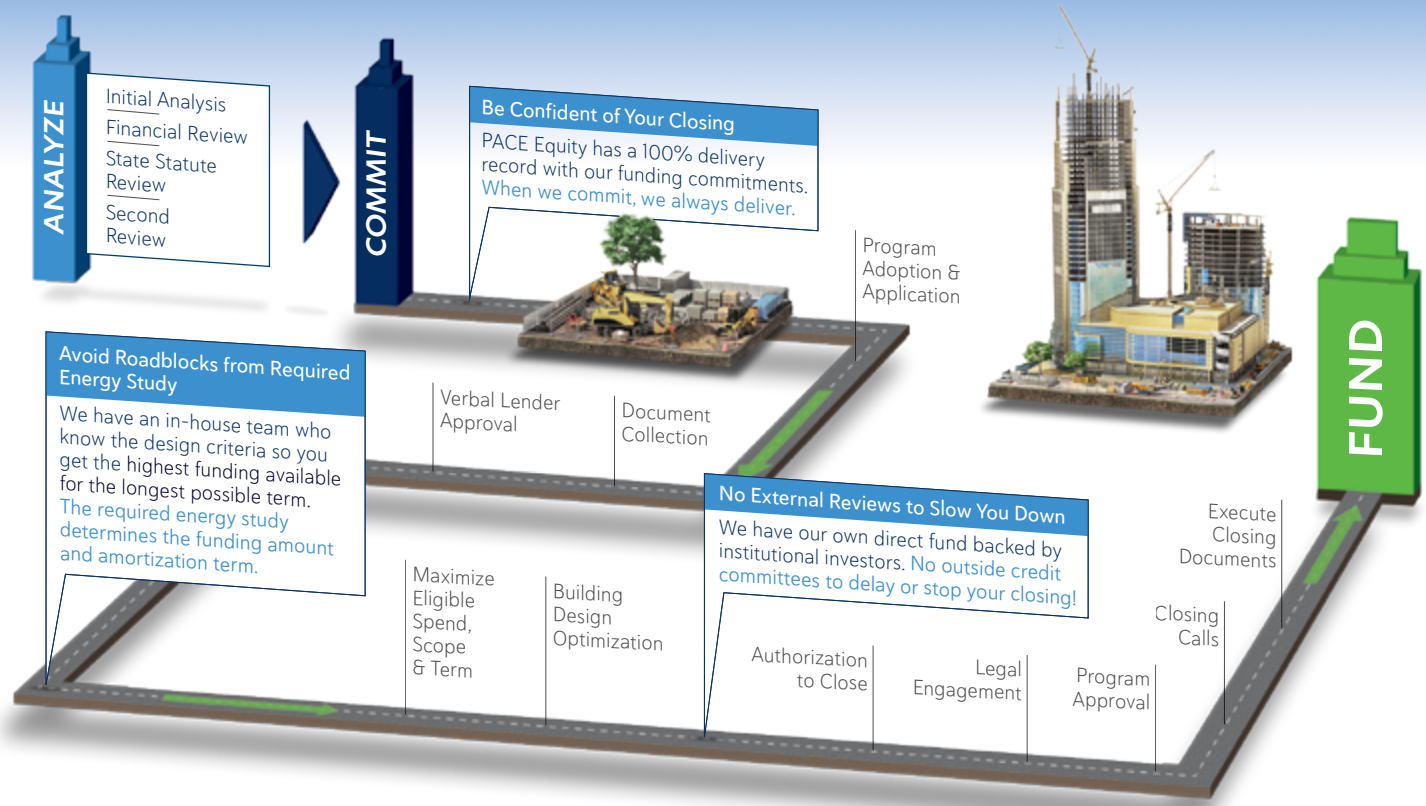 ANALYZE
Initial Analysis
Financial Review
State Statute
Review
Second
Review
COMMIT
Be Confident of Your Closing
PACE Equity has a 100% delivery
record with our funding commitments.
When we commit, we always deliver.
Program
Adoption &
Application
Document
Collection
Verbal Lender
Approval
Avoid Roadblocks from Required
Energy Study
We have an in-house team who
know the design criteria so you
get the highest funding available
for the longest possible term.
The required energy study
determines the funding amount
and amortization term.
Maximize
Eligible
Spend,
Scope
& Term
Building
Design
Optimization
No External Reviews to Slow You Down
We have our own direct fund backed by
institutional investors. No outside credit
committees to delay or stop your closing!
Authorization
to Close
Legal
Engagement
Program
Approval
Closing
Calls
Execute
Closing
Documents
FUND